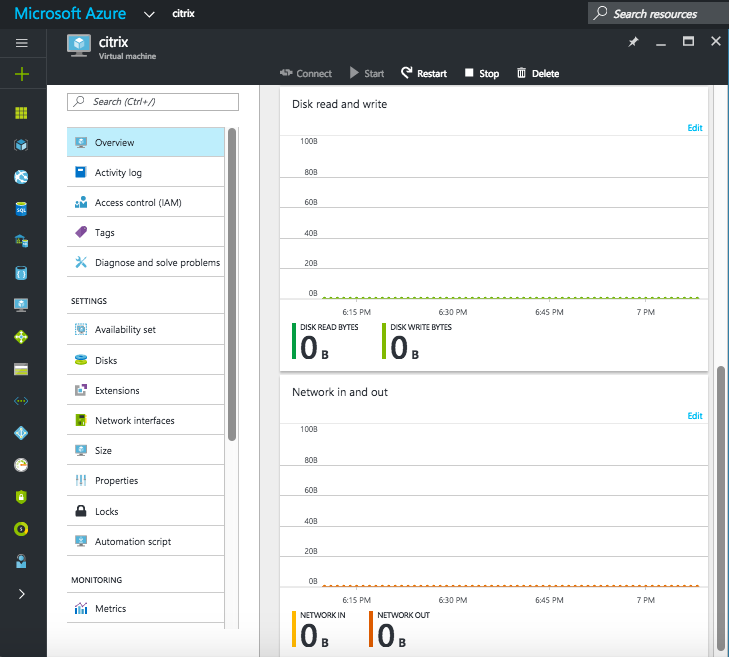 Microsoft Azure citrix Search resources
citrix
Virtual machine
Connect Start Restart Stop Delete
Search (Ctrl+/)
Overview
Activity log
Access control (IAM)
Tags
Diagnose and solve problems
SETTINGS
Availability set
Disks
Extensions
Network interfaces
Size
Properties
Locks
Automation script
MONITORING
Metrics
Disk read and write
Edit
100B
80B
60B
40B
20B
0B
6:15 PM 6:30 PM 6:45 PM 7 PM
DISK READ BYTES DISK WRITE BYTES
0 B 0 B
Network in and out
Edit
100B
80B
60B
40B
20B
0B
6:15 PM 6:30 PM 6:45 PM 7 PM
NETWORK IN NETWORK OUT
0 B 0 B
SQL